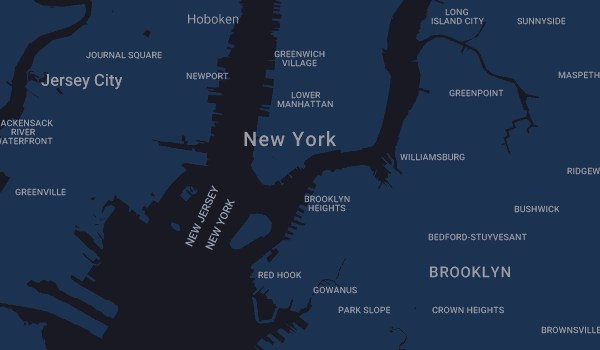 Hoboken
LONG
ISLAND CITY
SUNNYSIDE
JOURNAL SQUARE
GREENWICH
VILLAGE
Jersey City
NEWPORT
MASPETH
LOWER
MANHATTAN
GREENPOINT
ACKENSACK
RIVER
WATERFRONT
New York
WILLIAMSBURG
RIDGEW
GREENVILLE
NEW JERSEY
NEW YORK
BROOKLYN
HEIGHTS
BUSHWICK
BEDFORD-STUYVESANT
RED HOOK
BROOKLYN
GOWANUS
PARK SLOPE
CROWN HEIGHTS
BROWNSVILLE